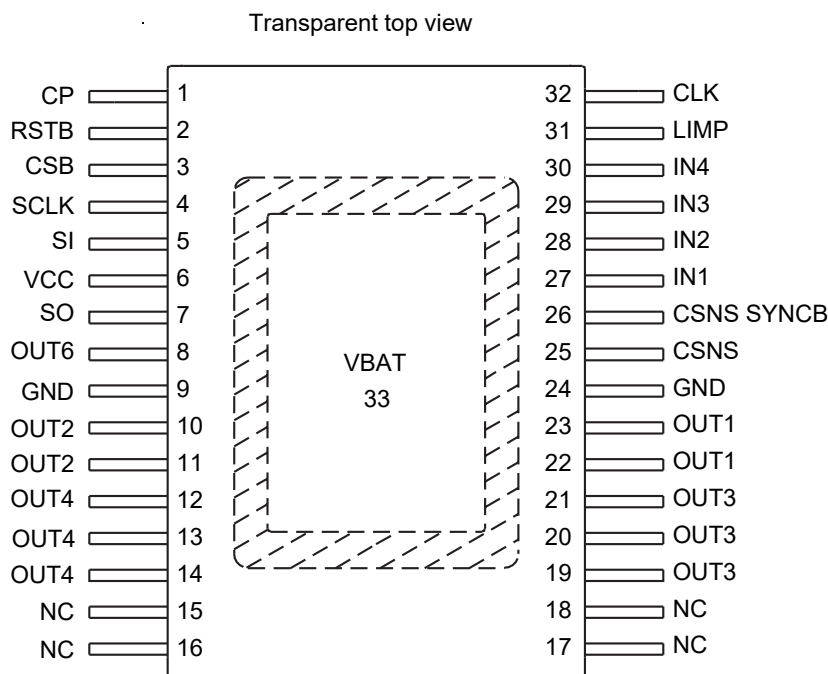 Transparent top view
CP 1 32 CLK
RSTB 2 31 LIMP
CSB 3 30 IN4
SCLK 4 29 IN3
SI 5 28 IN2
VCC 6 27 IN1
SO 7 26 CSNS SYNCB
OUT6 8 25 CSNS
VBAT
33
GND 9 24 GND
OUT2 10 23 OUT1
OUT2 11 22 OUT1
OUT4 12 21 OUT3
OUT4 13 20 OUT3
OUT4 14 19 OUT3
NC 15 18 NC
NC 16 17 NC